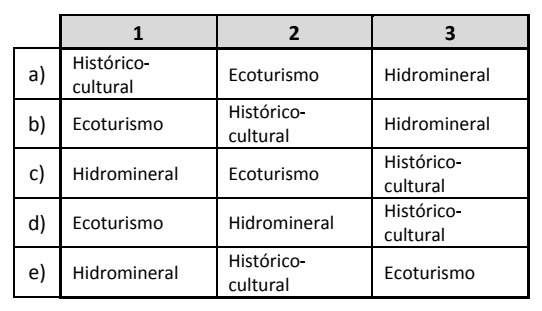 1 2 3
a) Histórico-
cultural Ecoturismo Hidromineral
b) Ecoturismo Histórico-
cultural Hidromineral
c) Hidromineral Ecoturismo Histórico-
cultural
d) Ecoturismo Hidromineral Histórico-
cultural
e) Hidromineral Histórico-
cultural Ecoturismo